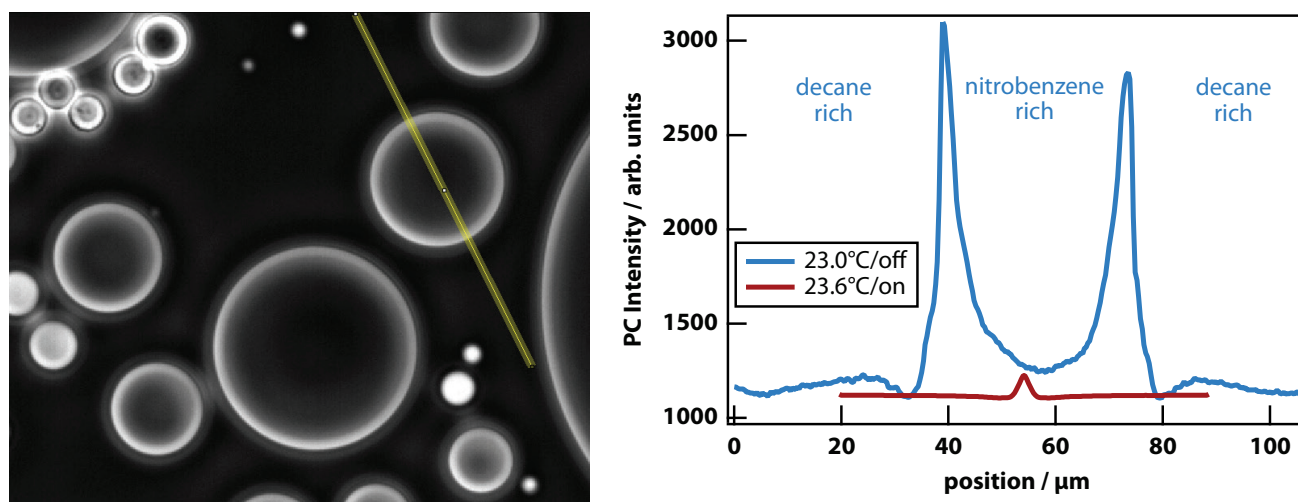 3000
2500
2000
1500
1000
PC Intensity / arb. units
decane
rich
nitrobenzene
rich
decane
rich
23.0°C/off
23.6°C/on
0
20
40
60
80
100
position / µm